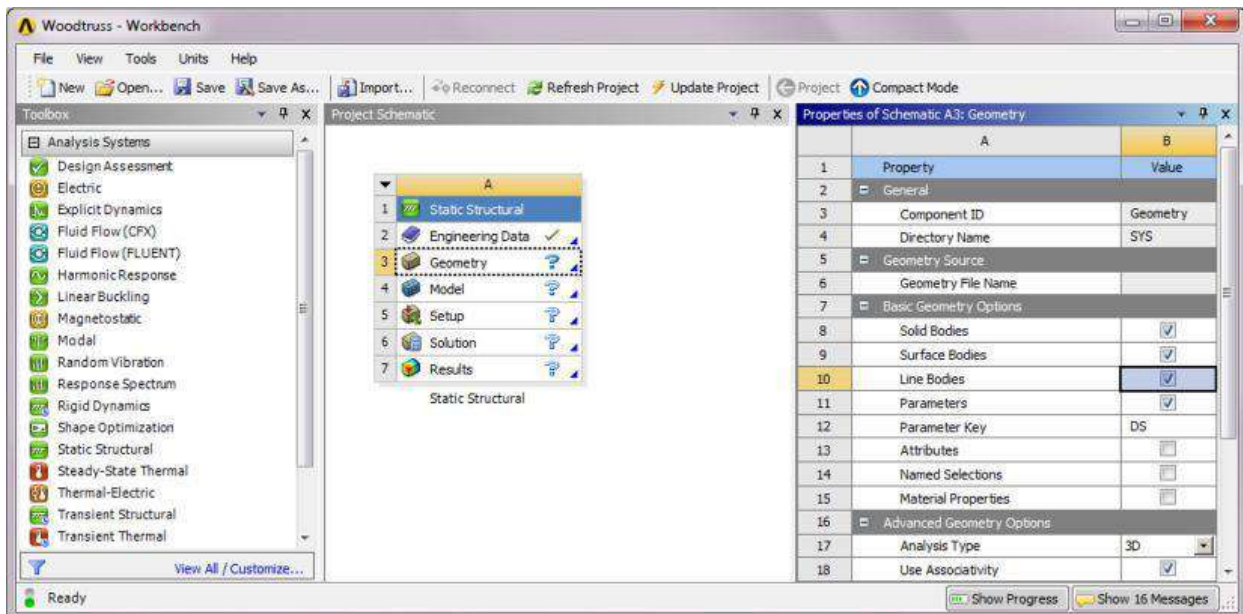 Woodtruss - Workbench
File View Tools Units Help
New Open... Save Save As... Import... Reconnect Refresh Project Update Project Project Compact Mode
Toolbox
Analysis Systems
Design Assessment
Electric
Explicit Dynamics
Fluid Flow (CFX)
Fluid Flow (FLUENT)
Harmonic Response
Linear Buckling
Magnetostatic
Modal
Random Vibration
Response Spectrum
Rigid Dynamics
Shape Optimization
Static Structural
Steady-State Thermal
Thermal-Electric
Transient Structural
Transient Thermal
View All / Customize...
Project Schematic
A
1 Static Structural
2 Engineering Data
3 Geometry
4 Model
5 Setup
6 Solution
7 Results
Static Structural
Properties of Schematic A3: Geometry
A B
1 Property Value
2 General
3 Component ID Geometry
4 Directory Name SYS
5 Geometry Source
6 Geometry File Name
7 Basic Geometry Options
8 Solid Bodies
9 Surface Bodies
10 Line Bodies
11 Parameters
12 Parameter Key DS
13 Attributes
14 Named Selections
15 Material Properties
16 Advanced Geometry Options
17 Analysis Type 3D
18 Use Associativity
Ready
Show Progress Show 16 Messages